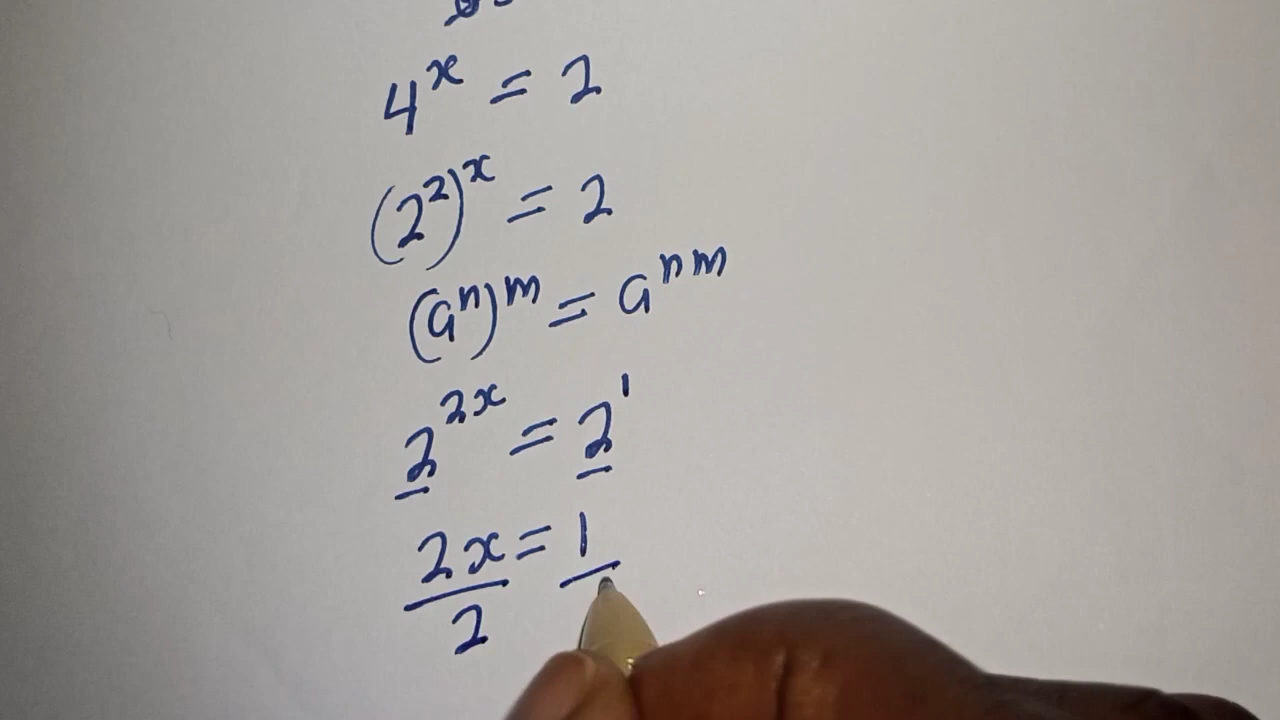 4^x = 2
(2^2)^x = 2
(a^n)^m = a^nm
2^2x = 2^1
2x = 1
2